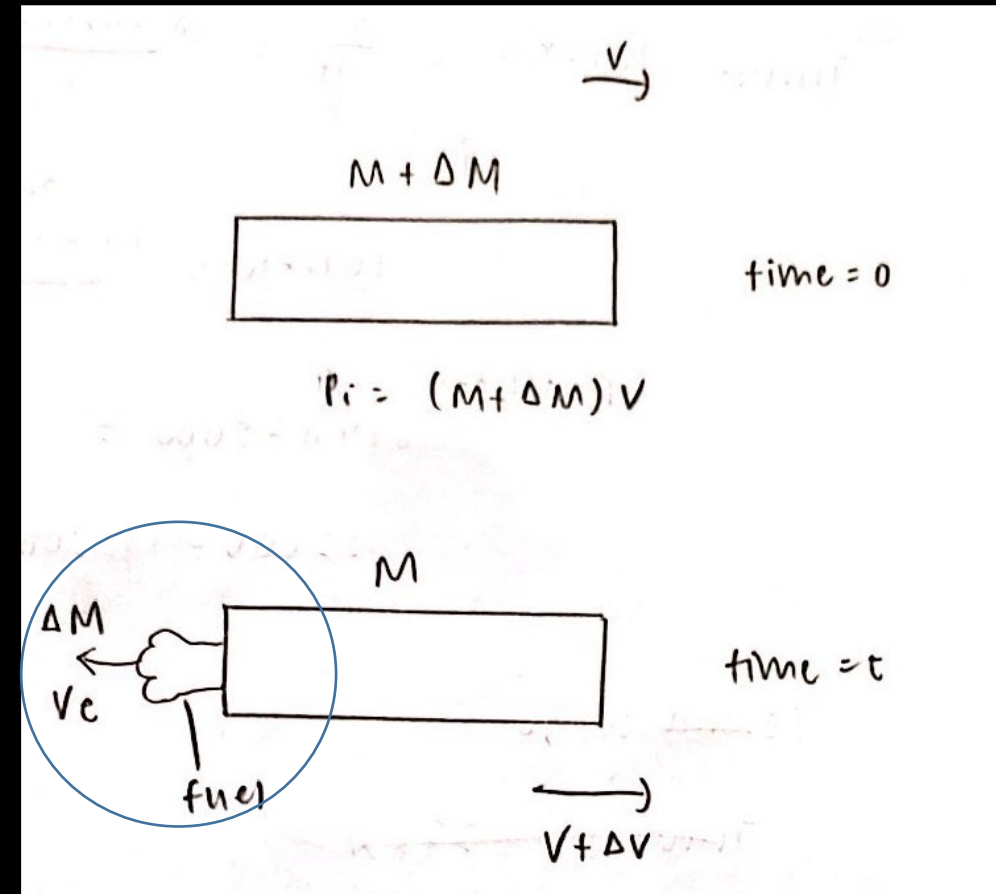 V
M + ΔM
time = 0
Pi = (M + ΔM) V
M
ΔM
Ve
time = t
fuel
V + ΔV